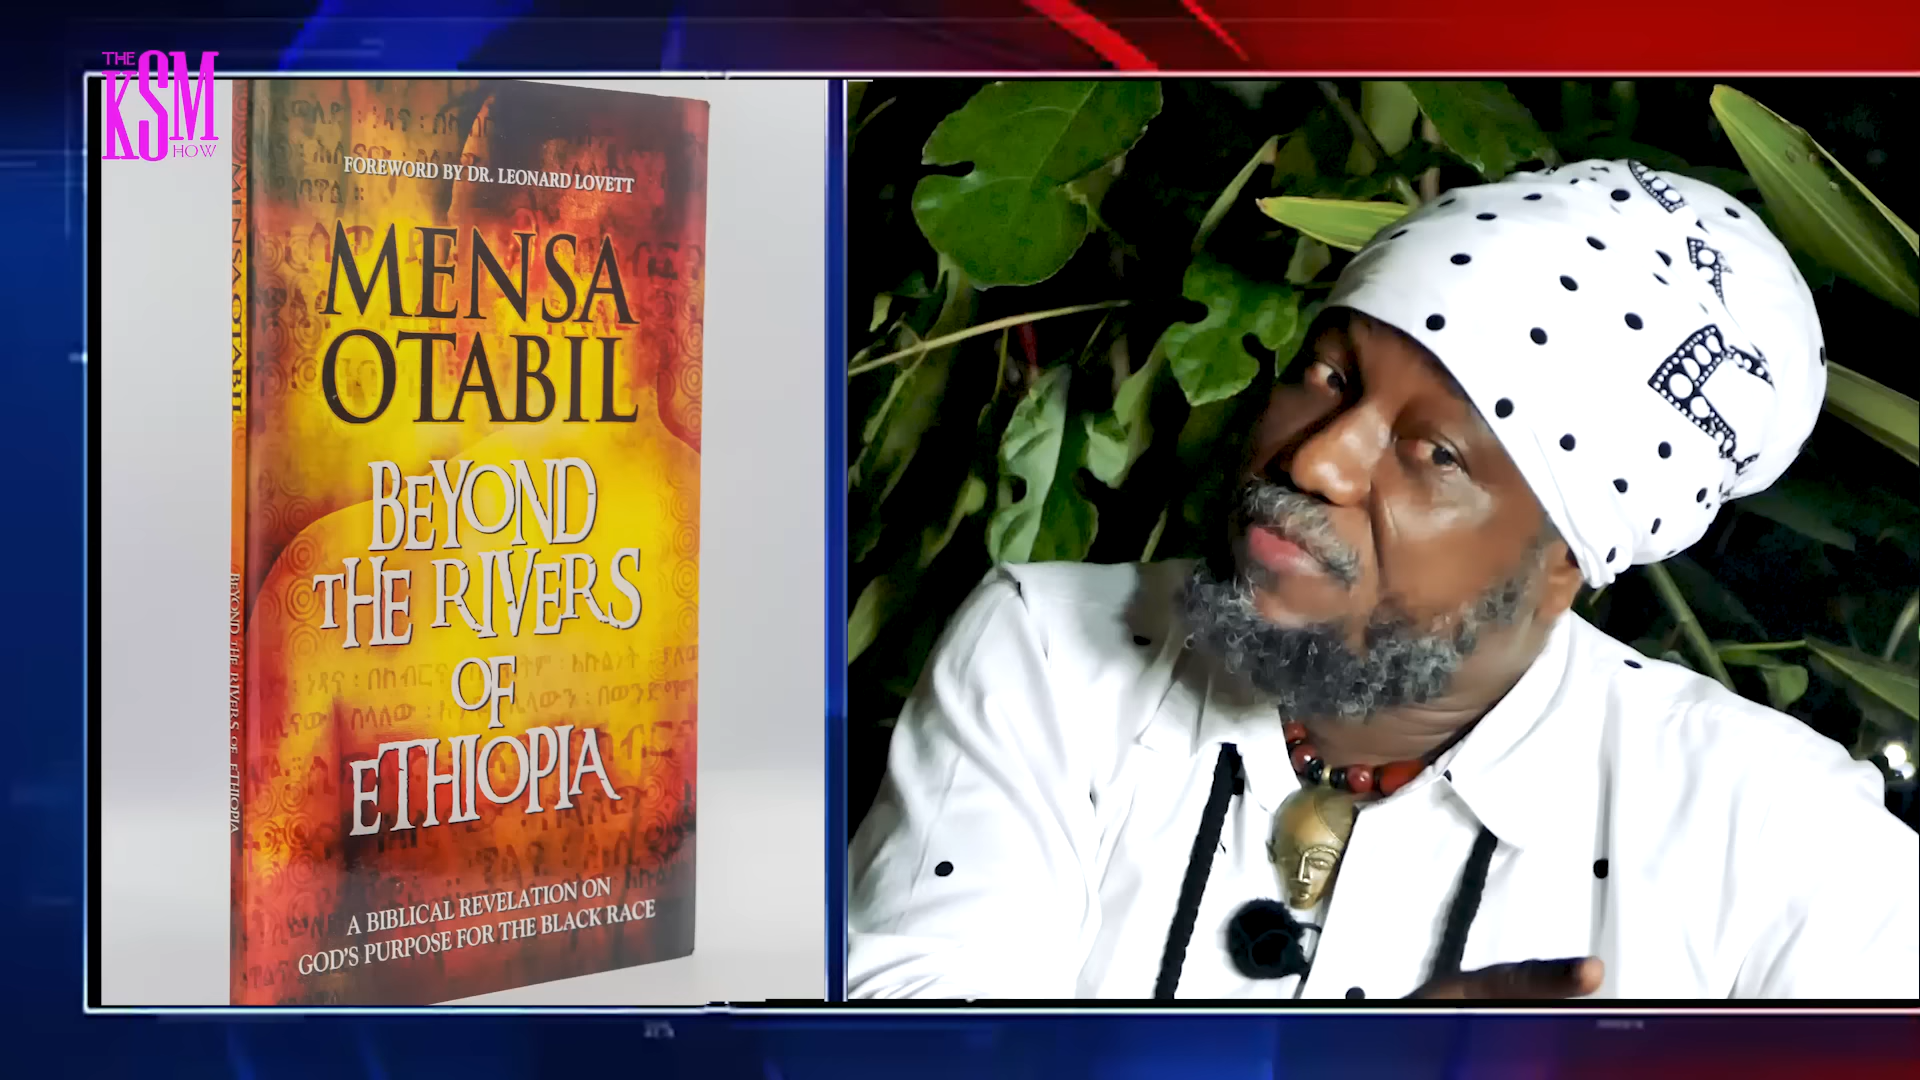 THE
KSM
SHOW
FOREWORD BY DR. LEONARD LOVETT
MENSA
OTABIL
BEYOND
THE RIVERS
OF
ETHIOPIA
A BIBLICAL REVELATION ON
GOD'S PURPOSE FOR THE BLACK RACE
MENSA OTABIL
BEYOND THE RIVERS OF ETHIOPIA